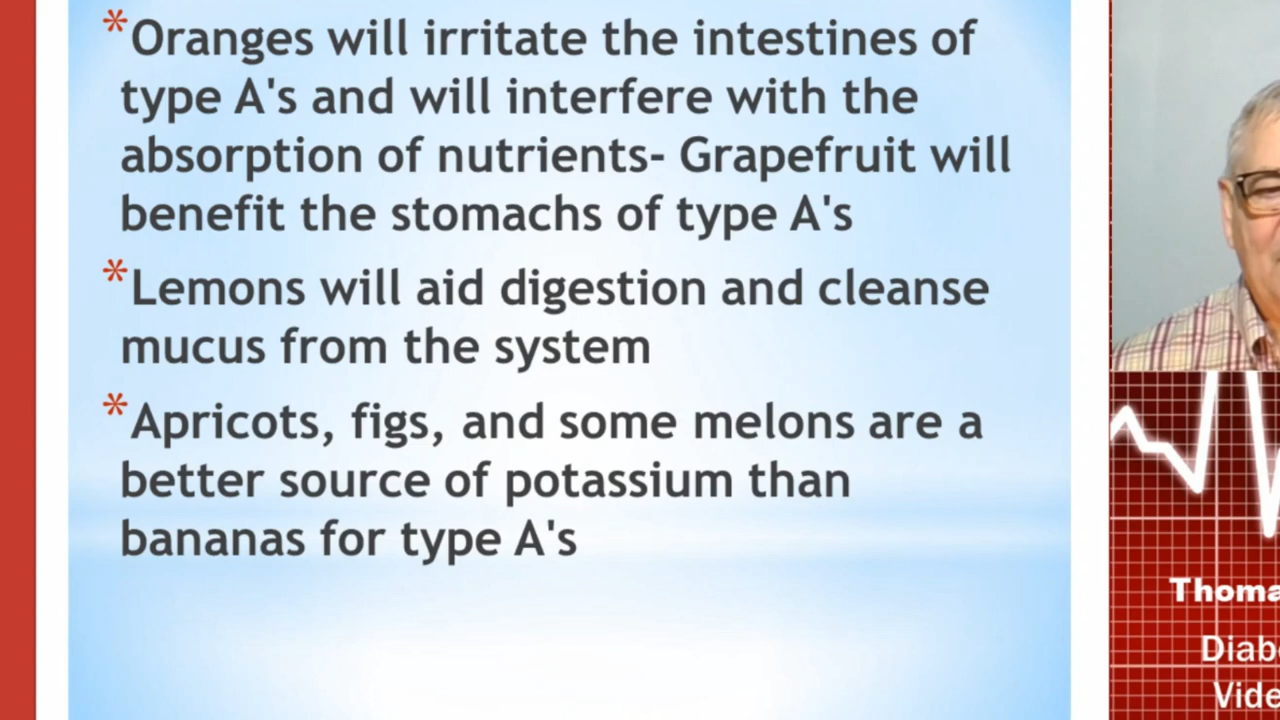 *Oranges will irritate the intestines of
type A's and will interfere with the
absorption of nutrients- Grapefruit will
benefit the stomachs of type A's
*Lemons will aid digestion and cleanse
mucus from the system
*Apricots, figs, and some melons are a
better source of potassium than
bananas for type A's